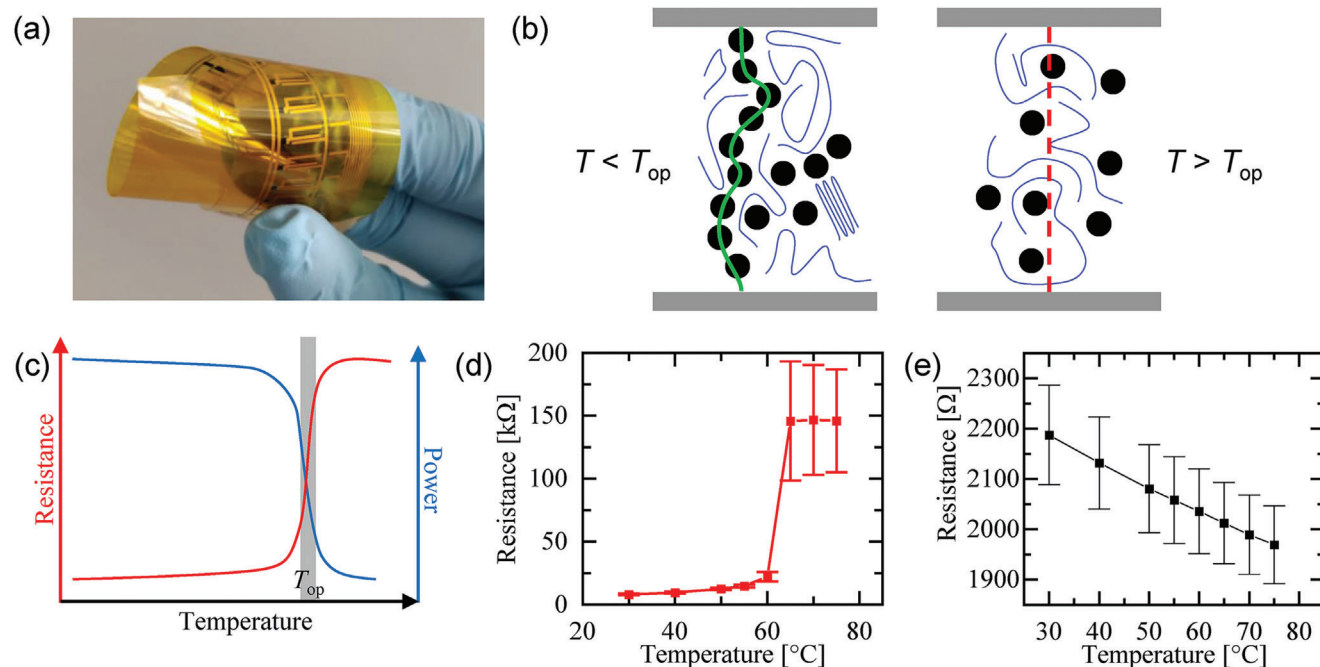 (a)
(b)
T < Top
T > Top
(c)
Resistance
Power
Top
Temperature
(d)
Resistance [kΩ]
200
150
100
50
0
20 40 60 80
Temperature [°C]
(e)
Resistance [Ω]
2300
2200
2100
2000
1900
30 40 50 60 70 80
Temperature [°C]